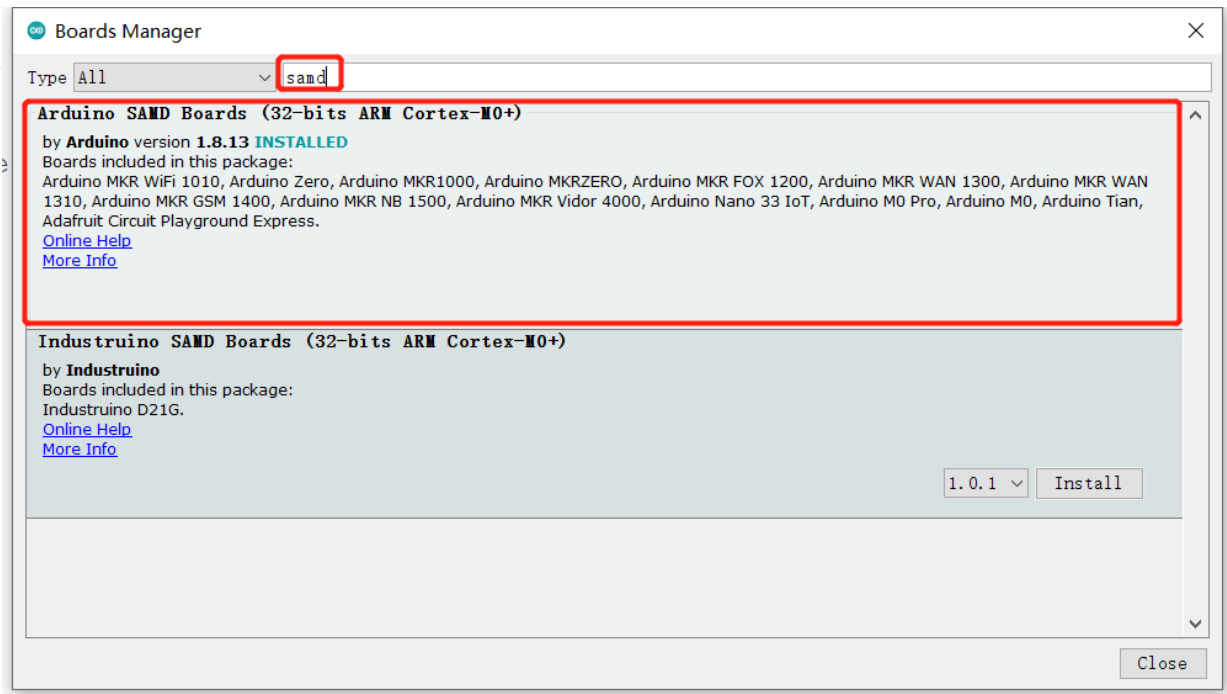 Boards Manager
Type All samd
Arduino SAMD Boards (32-bits ARM Cortex-M0+)
by Arduino version 1.8.13 INSTALLED
Boards included in this package:
Arduino MKR WiFi 1010, Arduino Zero, Arduino MKR1000, Arduino MKRZERO, Arduino MKR FOX 1200, Arduino MKR WAN 1300, Arduino MKR WAN
1310, Arduino MKR GSM 1400, Arduino MKR NB 1500, Arduino MKR Vidor 4000, Arduino Nano 33 IoT, Arduino M0 Pro, Arduino M0, Arduino Tian,
Adafruit Circuit Playground Express.
Online Help
More Info
Industruino SAMD Boards (32-bits ARM Cortex-M0+)
by Industruino
Boards included in this package:
Industruino D21G.
Online Help
More Info
1.0.1 Install
Close